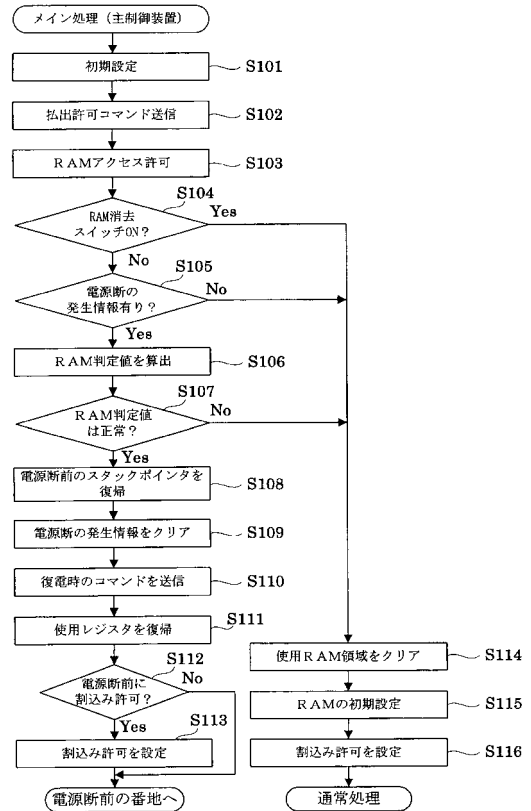 メイン処理（主制御装置）
初期設定
S101
払出許可コマンド送信
S102
RAMアクセス許可
S103
S104
RAM消去
スイッチON？
Yes
No
S105
電源断の
発生情報有り？
No
Yes
RAM判定値を算出
S106
S107
RAM判定値
は正常？
No
Yes
電源断前のスタックポインタを
復帰
S108
電源断の発生情報をクリア
S109
復電時のコマンドを送信
S110
使用レジスタを復帰
S111
S112
電源断前に
割込み許可？
No
Yes
S113
割込み許可を設定
電源断前の番地へ
使用RAM領域をクリア
S114
RAMの初期設定
S115
割込み許可を設定
S116
通常処理